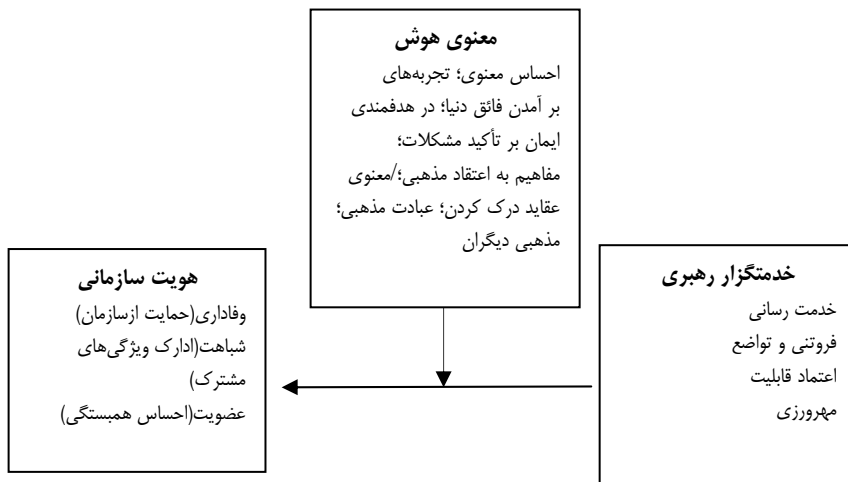 معنوی هوش
احساس معنوی؛ تجربه‌های
بر آمدن فائق دنیا؛ در هدفمندی
ایمان بر تأکید مشکلات؛
مفاهیم به اعتقاد مذهبی؛/معنوی
عقاید درک کردن؛ عبادت مذهبی؛
مذهبی دیگران
خدمتگزار رهبری
خدمت رسانی
فروتنی و تواضع
اعتماد قابلیت
مهرورزی
هویت سازمانی
وفاداری(حمایت ازسازمان)
شباهت(ادارک ویژگی‌های
مشترک)
عضویت(احساس همبستگی)